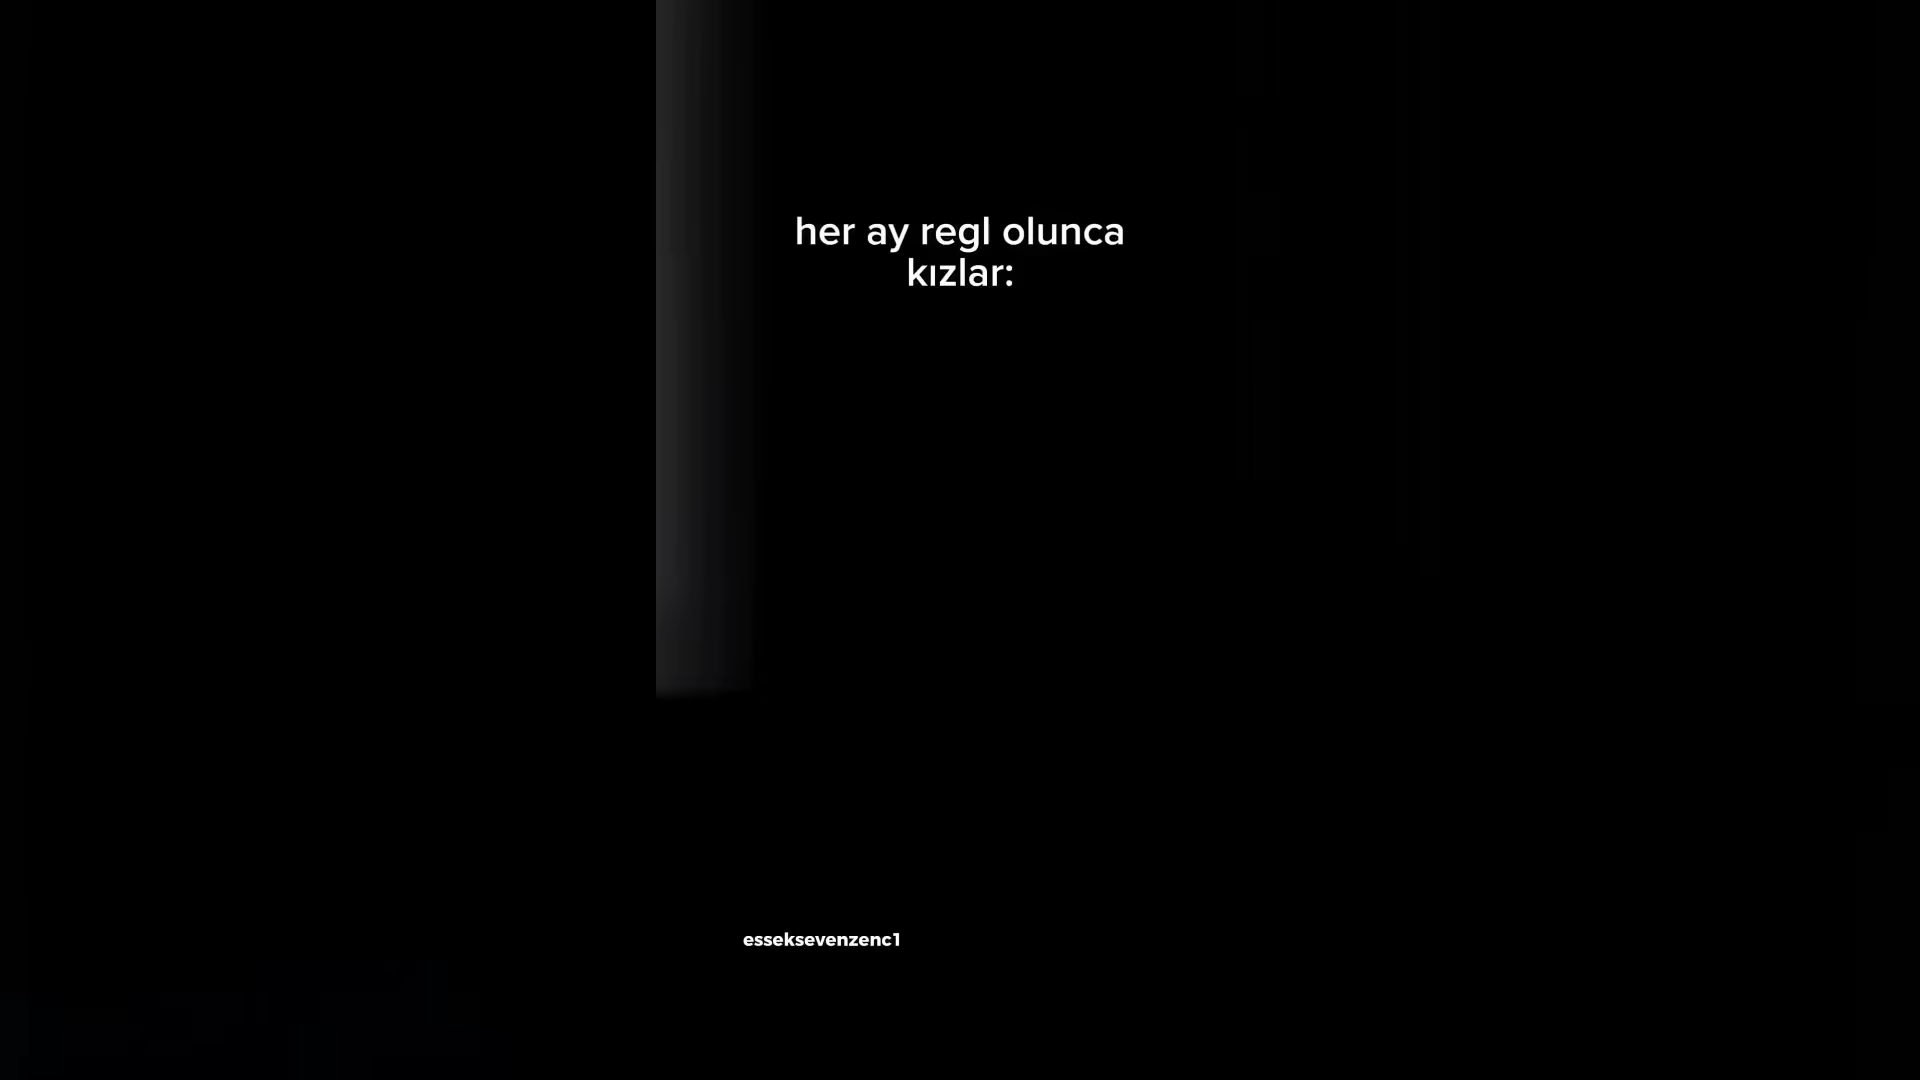 her ay regl olunca
kızlar:
esseksevenzenc1